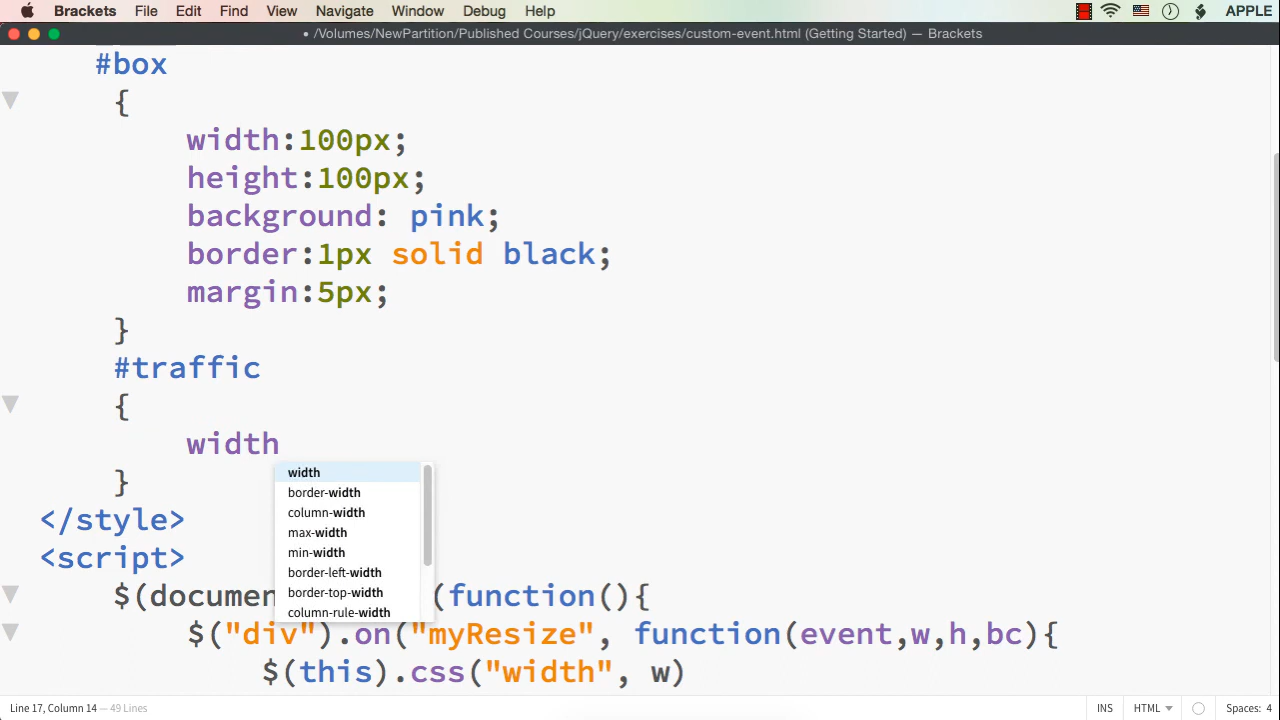 Brackets File Edit Find View Navigate Window Debug Help APPLE
• /Volumes/NewPartition/Published Courses/jQuery/exercises/custom-event.html (Getting Started) — Brackets
#box
{
width:100px;
height:100px;
background: pink;
border:1px solid black;
margin:5px;
}
#traffic
{
width
width
border-width
column-width
max-width
min-width
border-left-width
border-top-width
column-rule-width
}
</style>
<script>
$(documen (function(){
$("div").on("myResize", function(event,w,h,bc){
$(this).css("width", w)
Line 17, Column 14 — 49 Lines INS HTML Spaces: 4